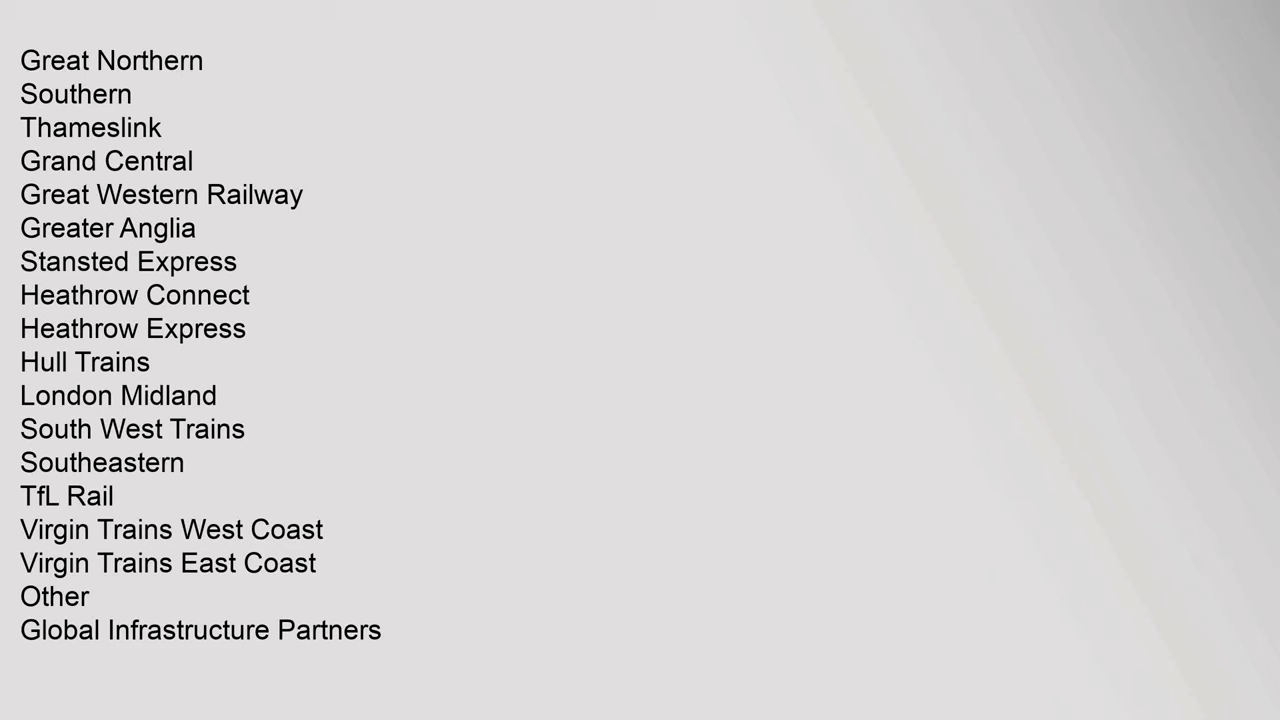 Great Northern
Southern
Thameslink
Grand Central
Great Western Railway
Greater Anglia
Stansted Express
Heathrow Connect
Heathrow Express
Hull Trains
London Midland
South West Trains
Southeastern
TfL Rail
Virgin Trains West Coast
Virgin Trains East Coast
Other
Global Infrastructure Partners